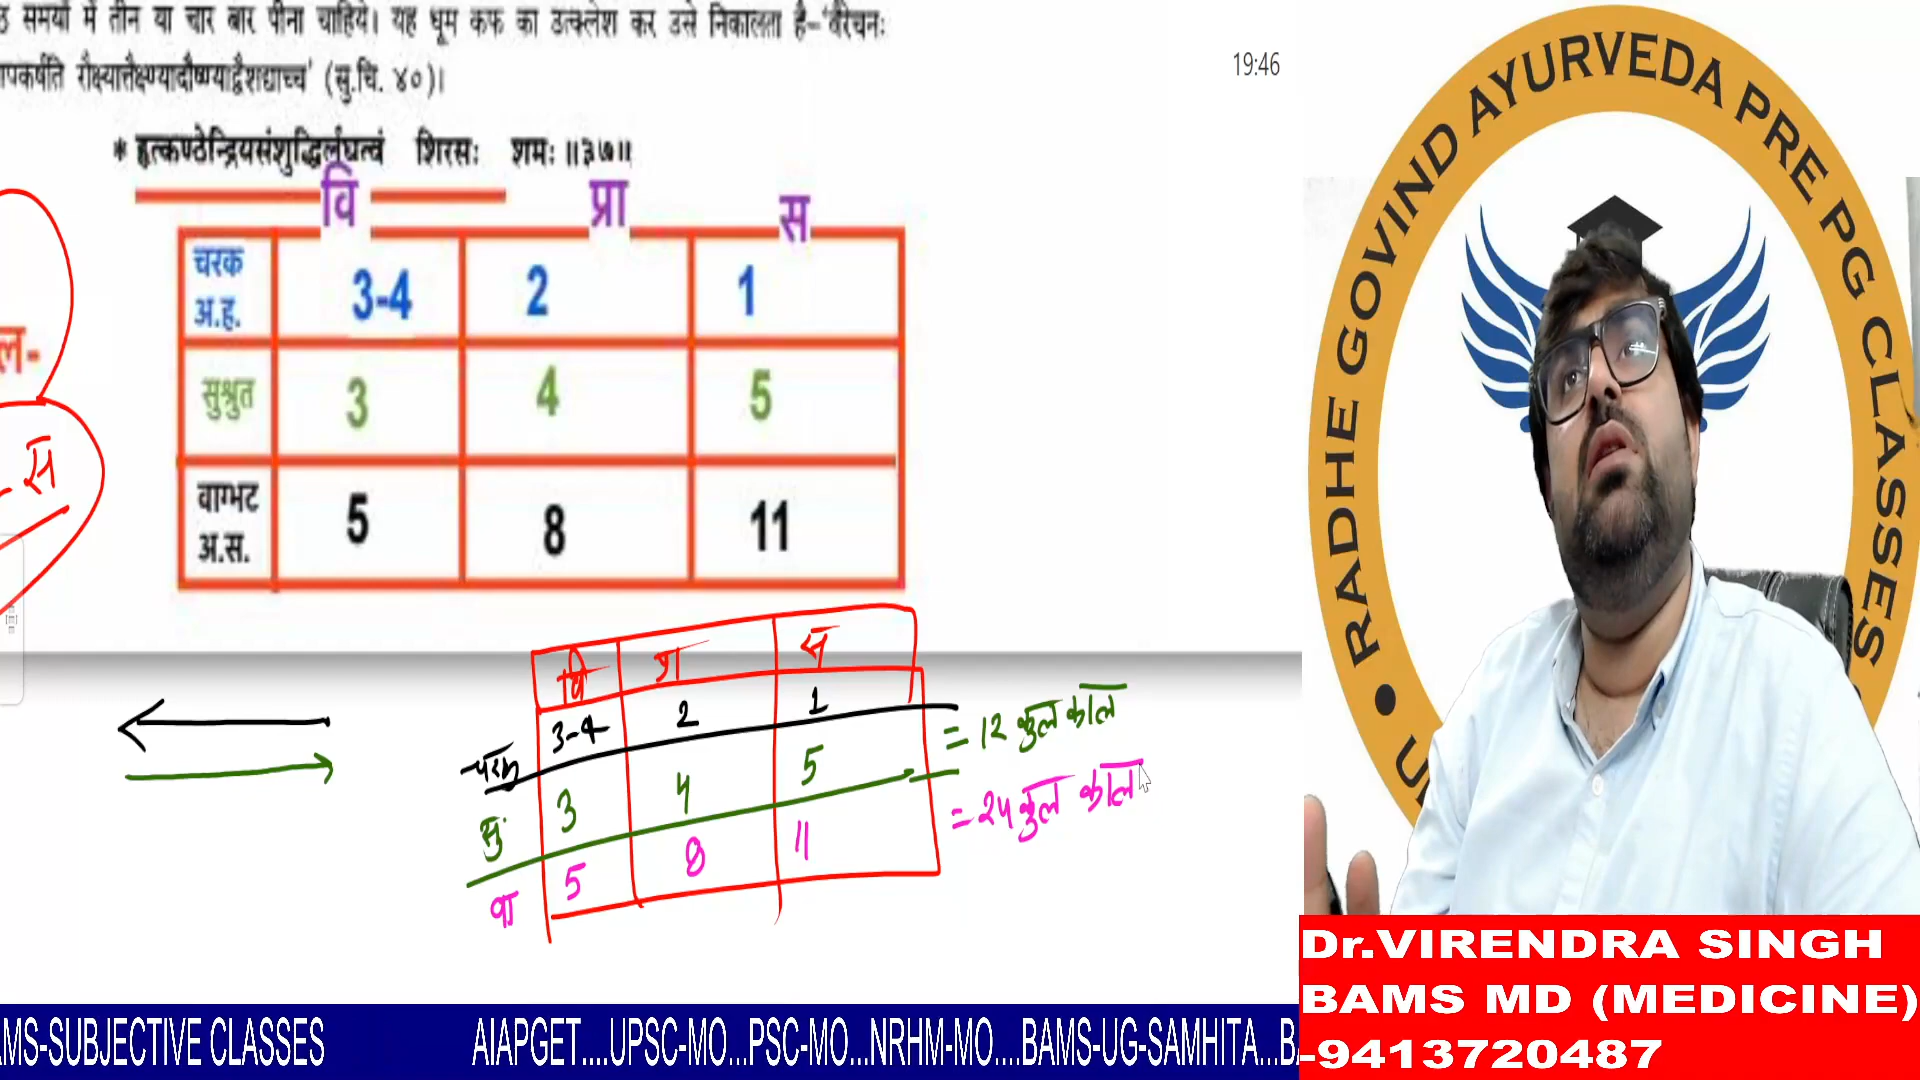 समयों में तीन या चार बार पीना चाहिये। यह धूम कफ का उत्क्लेश कर उसे निकालता है-'वैरेचनः
पकर्षति रौक्ष्यात्तैक्ष्ण्यादौष्ण्याद्वैशद्याच्च' (सु.चि. ४०)।
19:46
* हृत्कण्ठेन्द्रियसंशुद्धिर्लघुत्वं शिरसः शमः ॥३७॥
वि प्रा स
चरक अ.ह. 3-4 2 1
सुश्रुत 3 4 5
वाग्भट अ.स. 5 8 11
ल-
- स
वि प्रा स
चरक 3-4 2 1
सु 3 4 5 = 12 कुल काल
वा 5 8 11 = 24 कुल काल
RADHE GOVIND AYURVEDA PRE PG CLASSES
Dr.VIRENDRA SINGH
BAMS MD (MEDICINE)
-9413720487
AMS-SUBJECTIVE CLASSES AIAPGET....UPSC-MO...PSC-MO...NRHM-MO....BAMS-UG-SAMHITA...